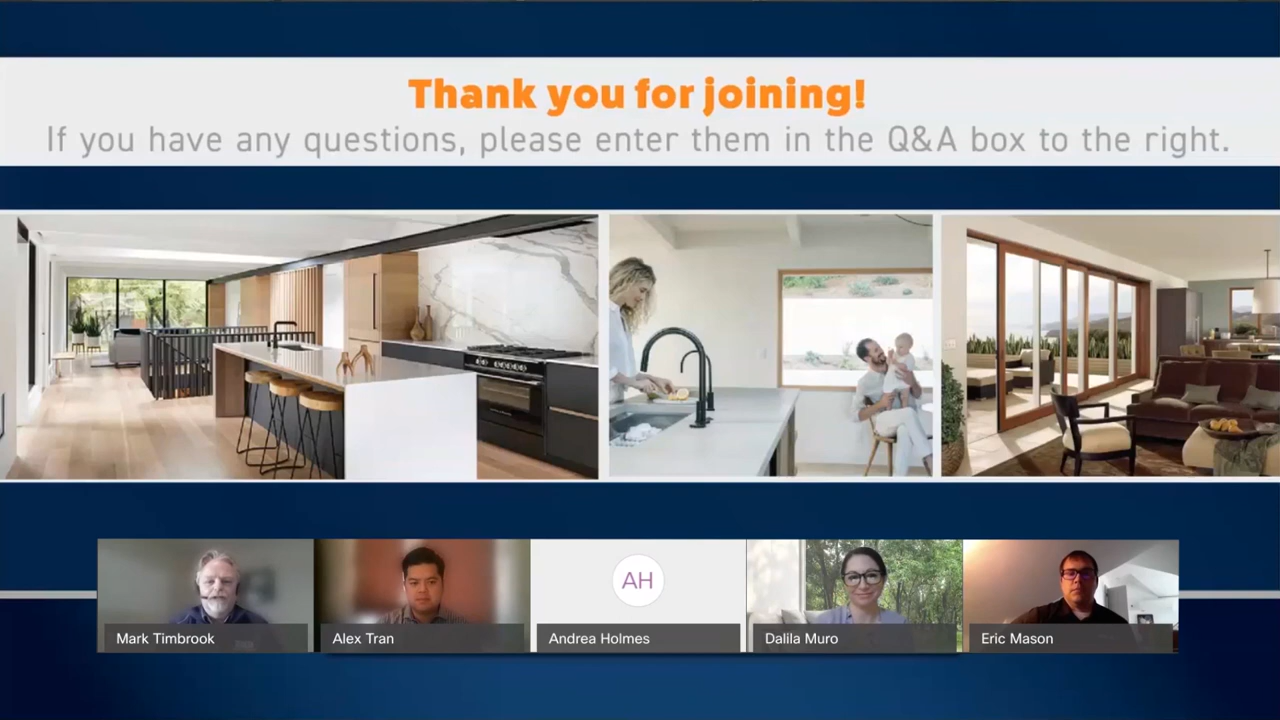 Thank you for joining!
If you have any questions, please enter them in the Q&A box to the right.
AH
Mark Timbrook
Alex Tran
Andrea Holmes
Dalila Muro
Eric Mason